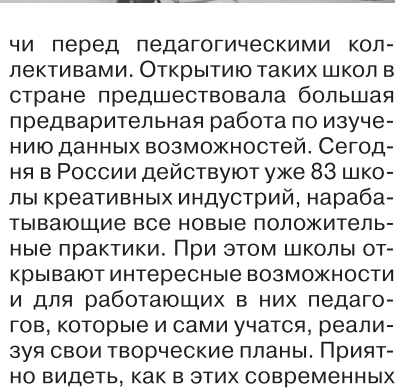 чи перед педагогическими кол-
лективами. Открытию таких школ в
стране предшествовала большая
предварительная работа по изуче-
нию данных возможностей. Сегод-
ня в России действуют уже 83 шко-
лы креативных индустрий, нараба-
тывающие все новые положитель-
ные практики. При этом школы от-
крывают интересные возможности
и для работающих в них педаго-
гов, которые и сами учатся, реали-
зуя свои творческие планы. Прият-
но видеть, как в этих современных